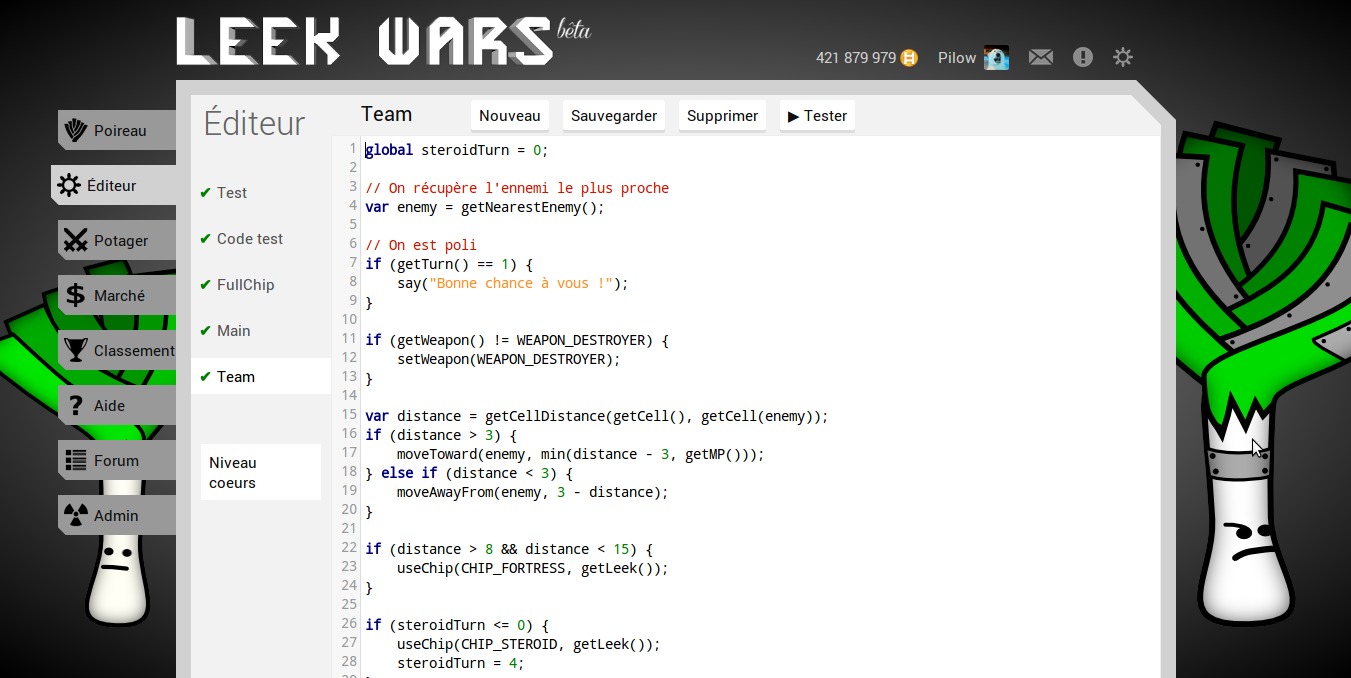 LEEK WARS bêta
421 879 979 Pilow
Poireau
Éditeur
Potager
Marché
Classement
Aide
Forum
Admin
Éditeur
Test
Code test
FullChip
Main
Team
Niveau
coeurs
Team Nouveau Sauvegarder Supprimer ▶ Tester
1 global steroidTurn = 0;
2
3 // On récupère l'ennemi le plus proche
4 var enemy = getNearestEnemy();
5
6 // On est poli
7 if (getTurn() == 1) {
8 say("Bonne chance à vous !");
9 }
10
11 if (getWeapon() != WEAPON_DESTROYER) {
12 setWeapon(WEAPON_DESTROYER);
13 }
14
15 var distance = getCellDistance(getCell(), getCell(enemy));
16 if (distance > 3) {
17 moveToward(enemy, min(distance - 3, getMP()));
18 } else if (distance < 3) {
19 moveAwayFrom(enemy, 3 - distance);
20 }
21
22 if (distance > 8 && distance < 15) {
23 useChip(CHIP_FORTRESS, getLeek());
24 }
25
26 if (steroidTurn <= 0) {
27 useChip(CHIP_STEROID, getLeek());
28 steroidTurn = 4;